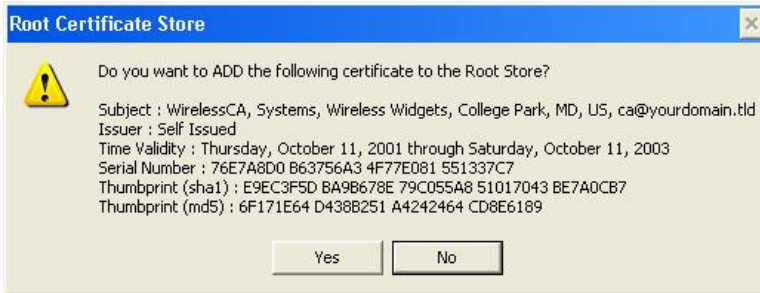 Root Certificate Store
Do you want to ADD the following certificate to the Root Store?
Subject : WirelessCA, Systems, Wireless Widgets, College Park, MD, US, ca@yourdomain.tld
Issuer : Self Issued
Time Validity : Thursday, October 11, 2001 through Saturday, October 11, 2003
Serial Number : 76E7A8D0 B63756A3 4F77E081 551337C7
Thumbprint (sha1) : E9EC3F5D BA9B678E 79C055A8 51017043 BE7A0CB7
Thumbprint (md5) : 6F171E64 D438B251 A4242464 CD8E6189
Yes No